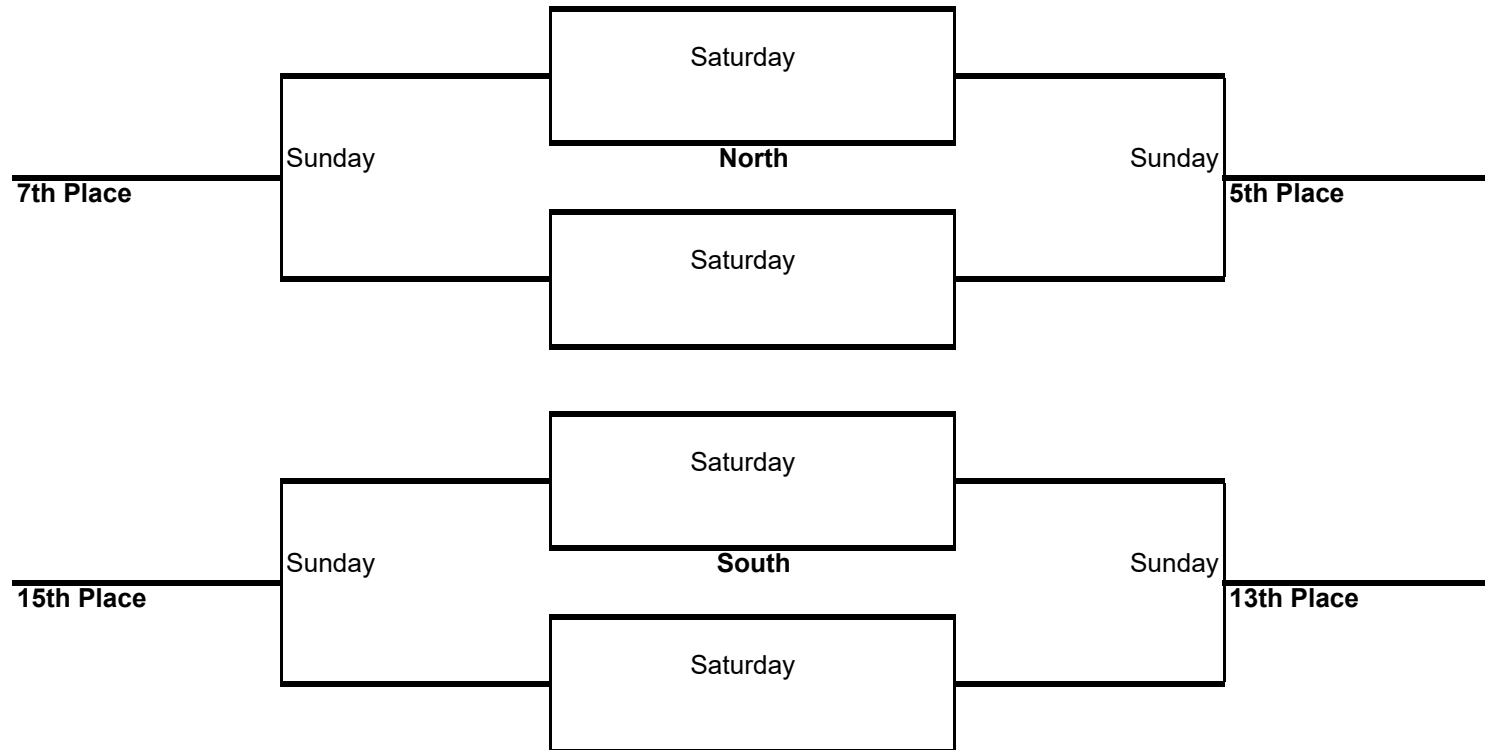 Saturday
Sunday
North
Sunday
7th Place
5th Place
Saturday
Saturday
Sunday
South
Sunday
15th Place
13th Place
Saturday